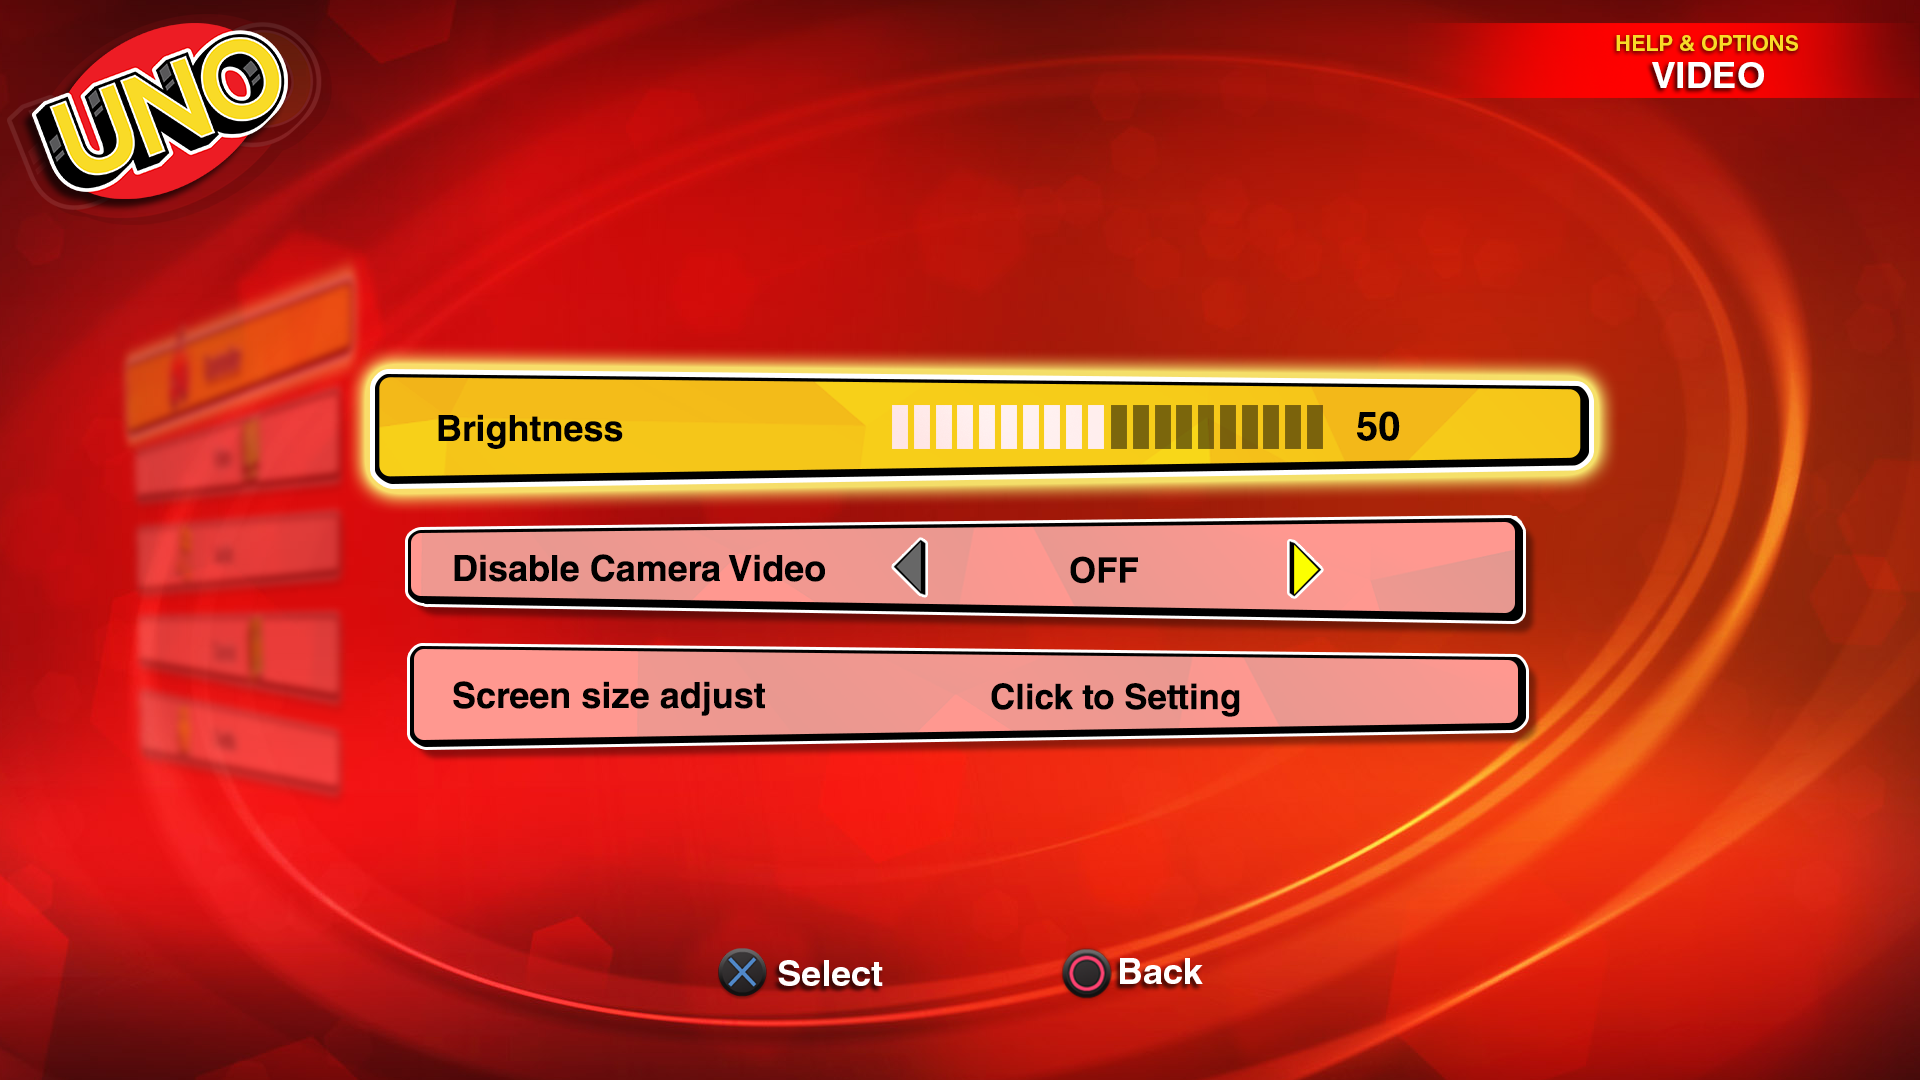 UNO
HELP & OPTIONS
VIDEO
Brightness 50
Disable Camera Video OFF
Screen size adjust Click to Setting
Select Back